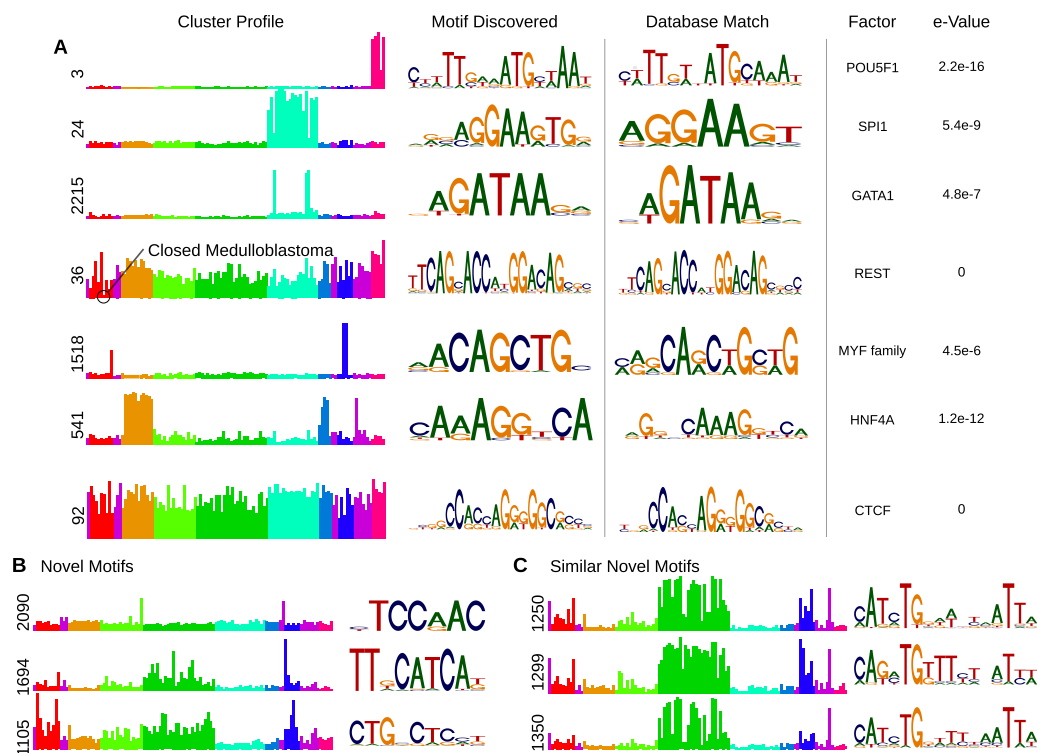 Cluster Profile Motif Discovered Database Match Factor e-Value
A
3 POU5F1 2.2e-16
24 SPI1 5.4e-9
2215 GATA1 4.8e-7
Closed Medulloblastoma
36 REST 0
1518 MYF family 4.5e-6
541 HNF4A 1.2e-12
92 CTCF 0
B Novel Motifs
2090
1694
1105
C Similar Novel Motifs
1250
1299
1350